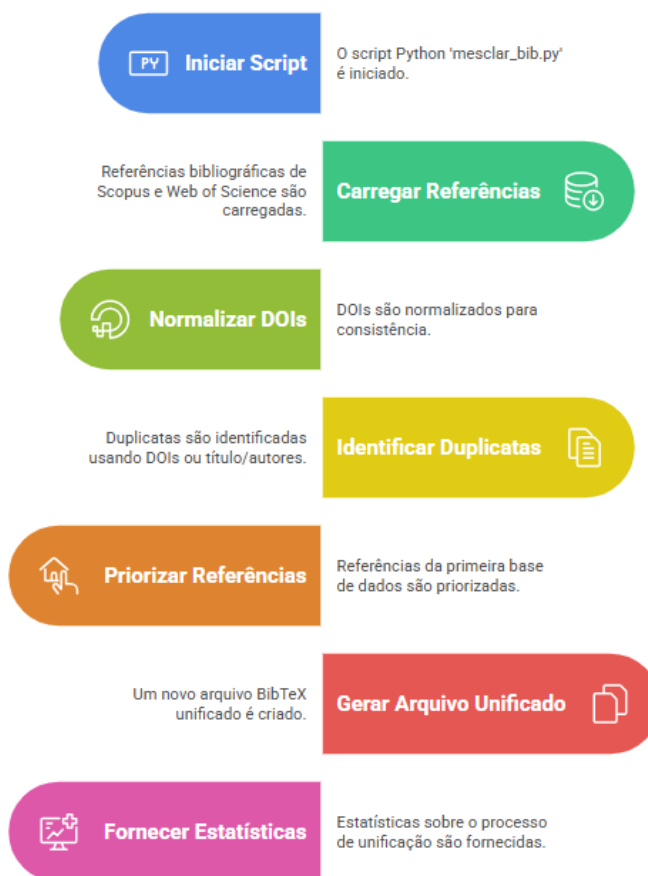 PY
Iniciar Script
O script Python 'mesclar_bib.py'
é iniciado.
Referências bibliográficas de
Scopus e Web of Science são
carregadas.
Carregar Referências
Normalizar DOIs
DOIs são normalizados para
consistência.
Duplicatas são identificadas
usando DOIs ou título/autores.
Identificar Duplicatas
Priorizar Referências
Referências da primeira base
de dados são priorizadas.
Um novo arquivo BibTeX
unificado é criado.
Gerar Arquivo Unificado
Fornecer Estatísticas
Estatísticas sobre o processo
de unificação são fornecidas.